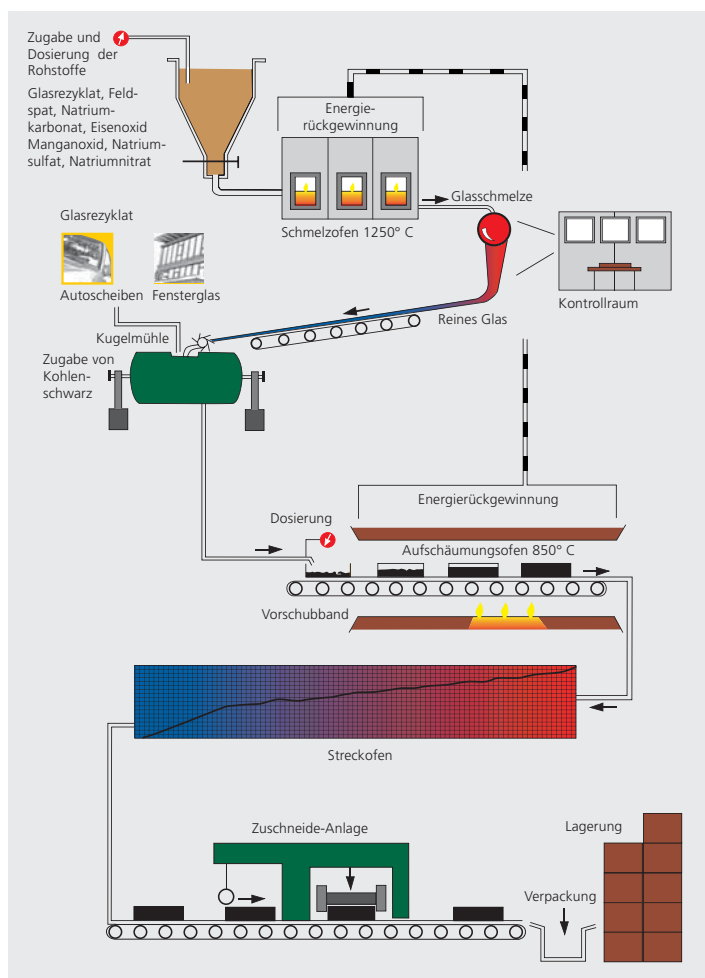 Zugabe und
Dosierung der
Rohstoffe
Glasrezyklat, Feld-
spat, Natrium-
karbonat, Eisenoxid
Manganoxid, Natrium-
sulfat, Natriumnitrat
Energie-
rückgewinnung
Schmelzofen 1250° C
Glasschmelze
Glasrezyklat
Autoscheiben Fensterglas
Reines Glas
Kontrollraum
Kugelmühle
Zugabe von
Kohlen-
schwarz
Energierückgewinnung
Dosierung
Aufschäumungsofen 850° C
Vorschubband
Streckofen
Zuschneide-Anlage
Lagerung
Verpackung